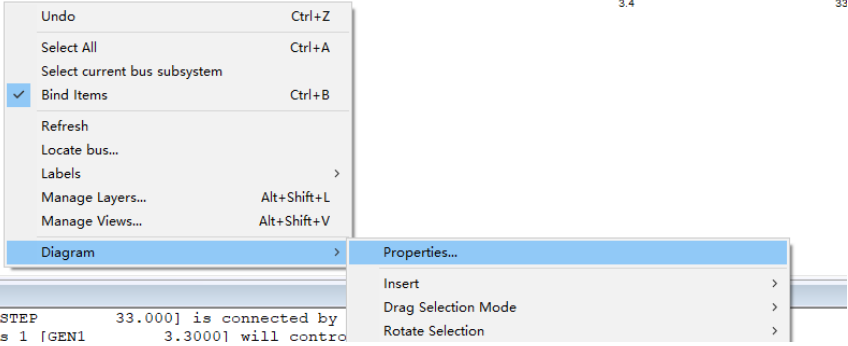 3.4 33
Undo Ctrl+Z
Select All Ctrl+A
Select current bus subsystem
Bind Items Ctrl+B
Refresh
Locate bus...
Labels
Manage Layers... Alt+Shift+L
Manage Views... Alt+Shift+V
Diagram
Properties...
Insert
Drag Selection Mode
Rotate Selection
STEP 33.000] is connected by
s 1 [GEN1 3.3000] will contro